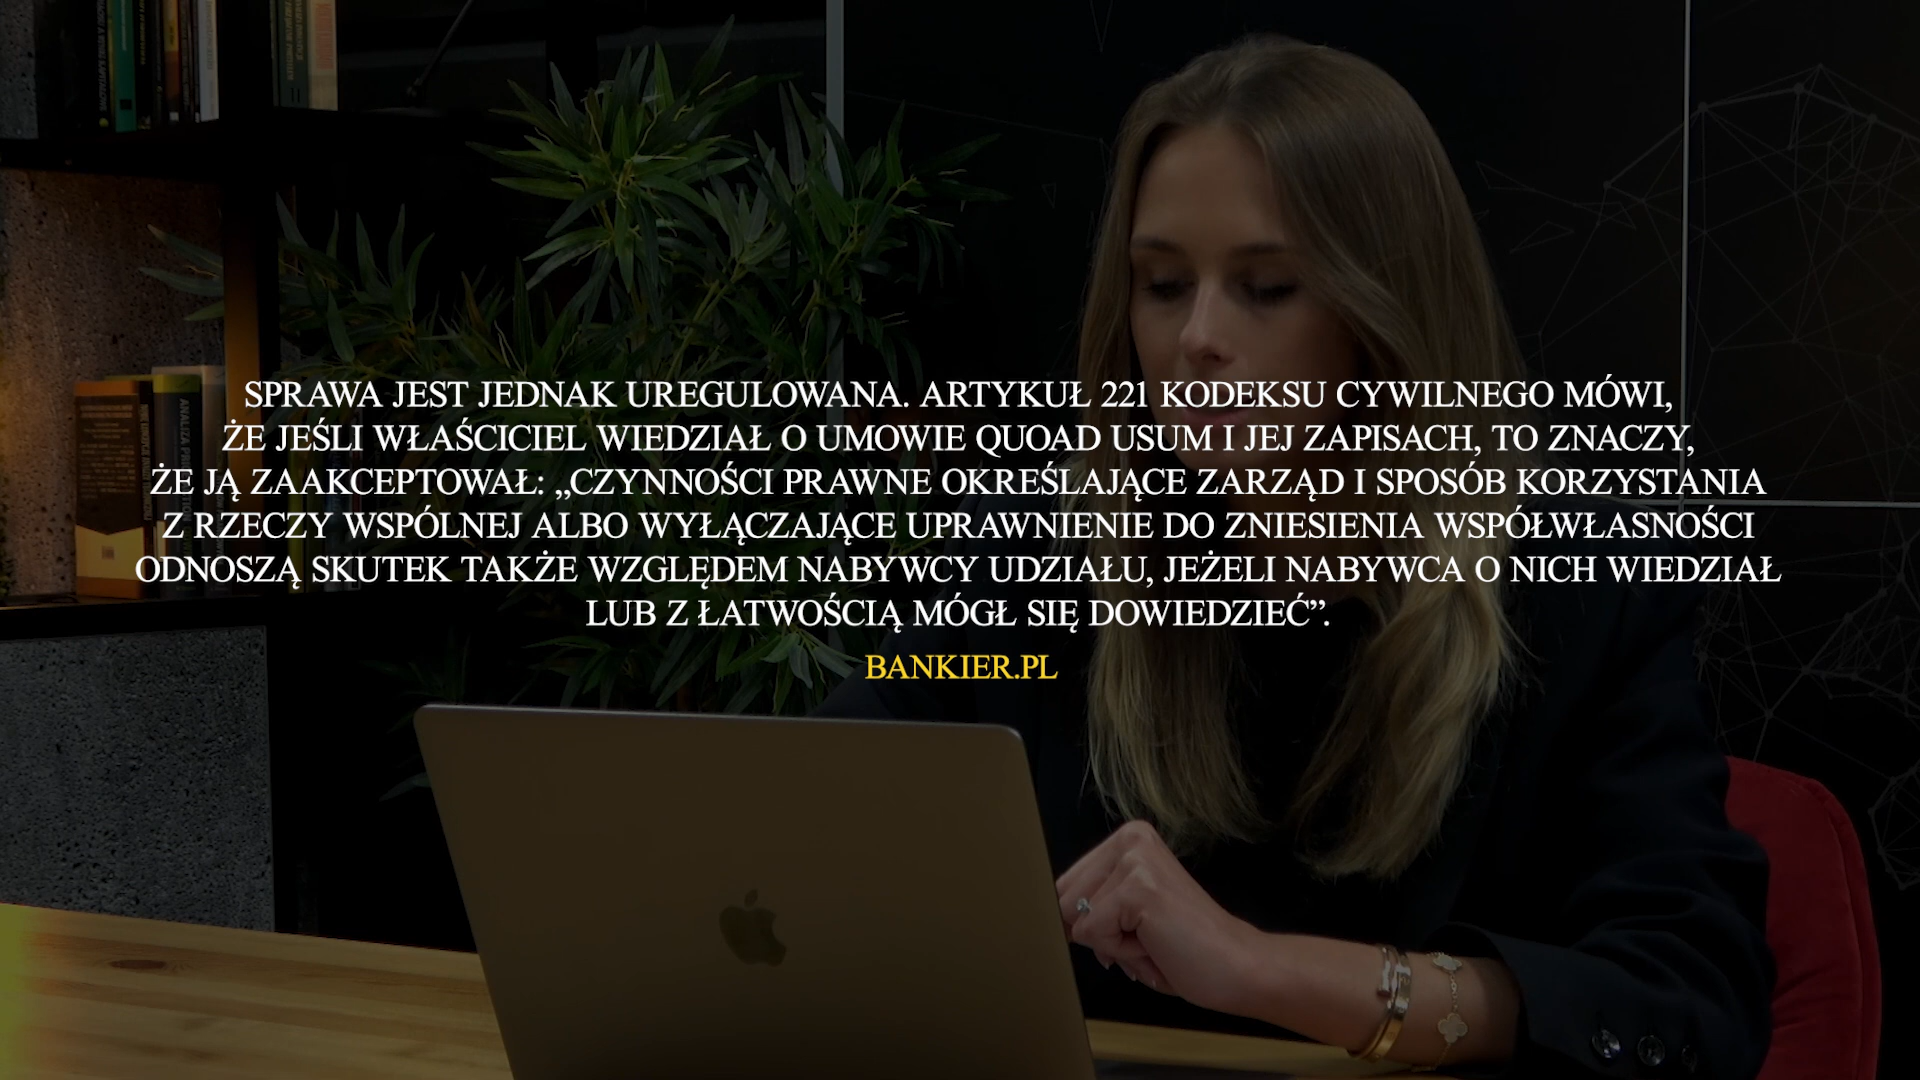 SPRAWA JEST JEDNAK UREGULOWANA. ARTYKUŁ 221 KODEKSU CYWILNEGO MÓWI,
ŻE JEŚLI WŁAŚCICIEL WIEDZIAŁ O UMOWIE QUOAD USUM I JEJ ZAPISACH, TO ZNACZY,
ŻE JĄ ZAAKCEPTOWAŁ: „CZYNNOŚCI PRAWNE OKREŚLAJĄCE ZARZĄD I SPOSÓB KORZYSTANIA
Z RZECZY WSPÓLNEJ ALBO WYŁĄCZAJĄCE UPRAWNIENIE DO ZNIESIENIA WSPÓŁWŁASNOŚCI
ODNOSZĄ SKUTEK TAKŻE WZGLĘDEM NABYWCY UDZIAŁU, JEŻELI NABYWCA O NICH WIEDZIAŁ
LUB Z ŁATWOŚCIĄ MÓGŁ SIĘ DOWIEDZIEĆ”.
BANKIER.PL